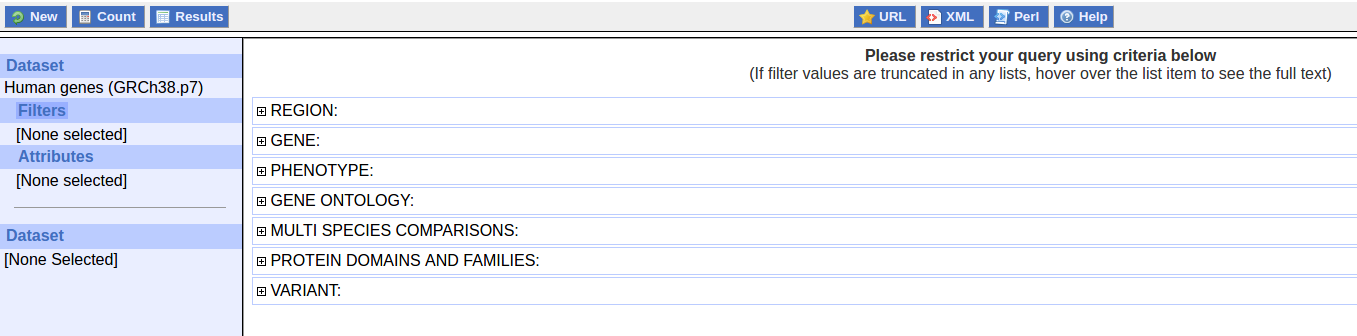 New Count Results URL XML Perl Help
Dataset
Human genes (GRCh38.p7)
Filters
[None selected]
Attributes
[None selected]
Dataset
[None Selected]
Please restrict your query using criteria below
(If filter values are truncated in any lists, hover over the list item to see the full text)
REGION:
GENE:
PHENOTYPE:
GENE ONTOLOGY:
MULTI SPECIES COMPARISONS:
PROTEIN DOMAINS AND FAMILIES:
VARIANT: